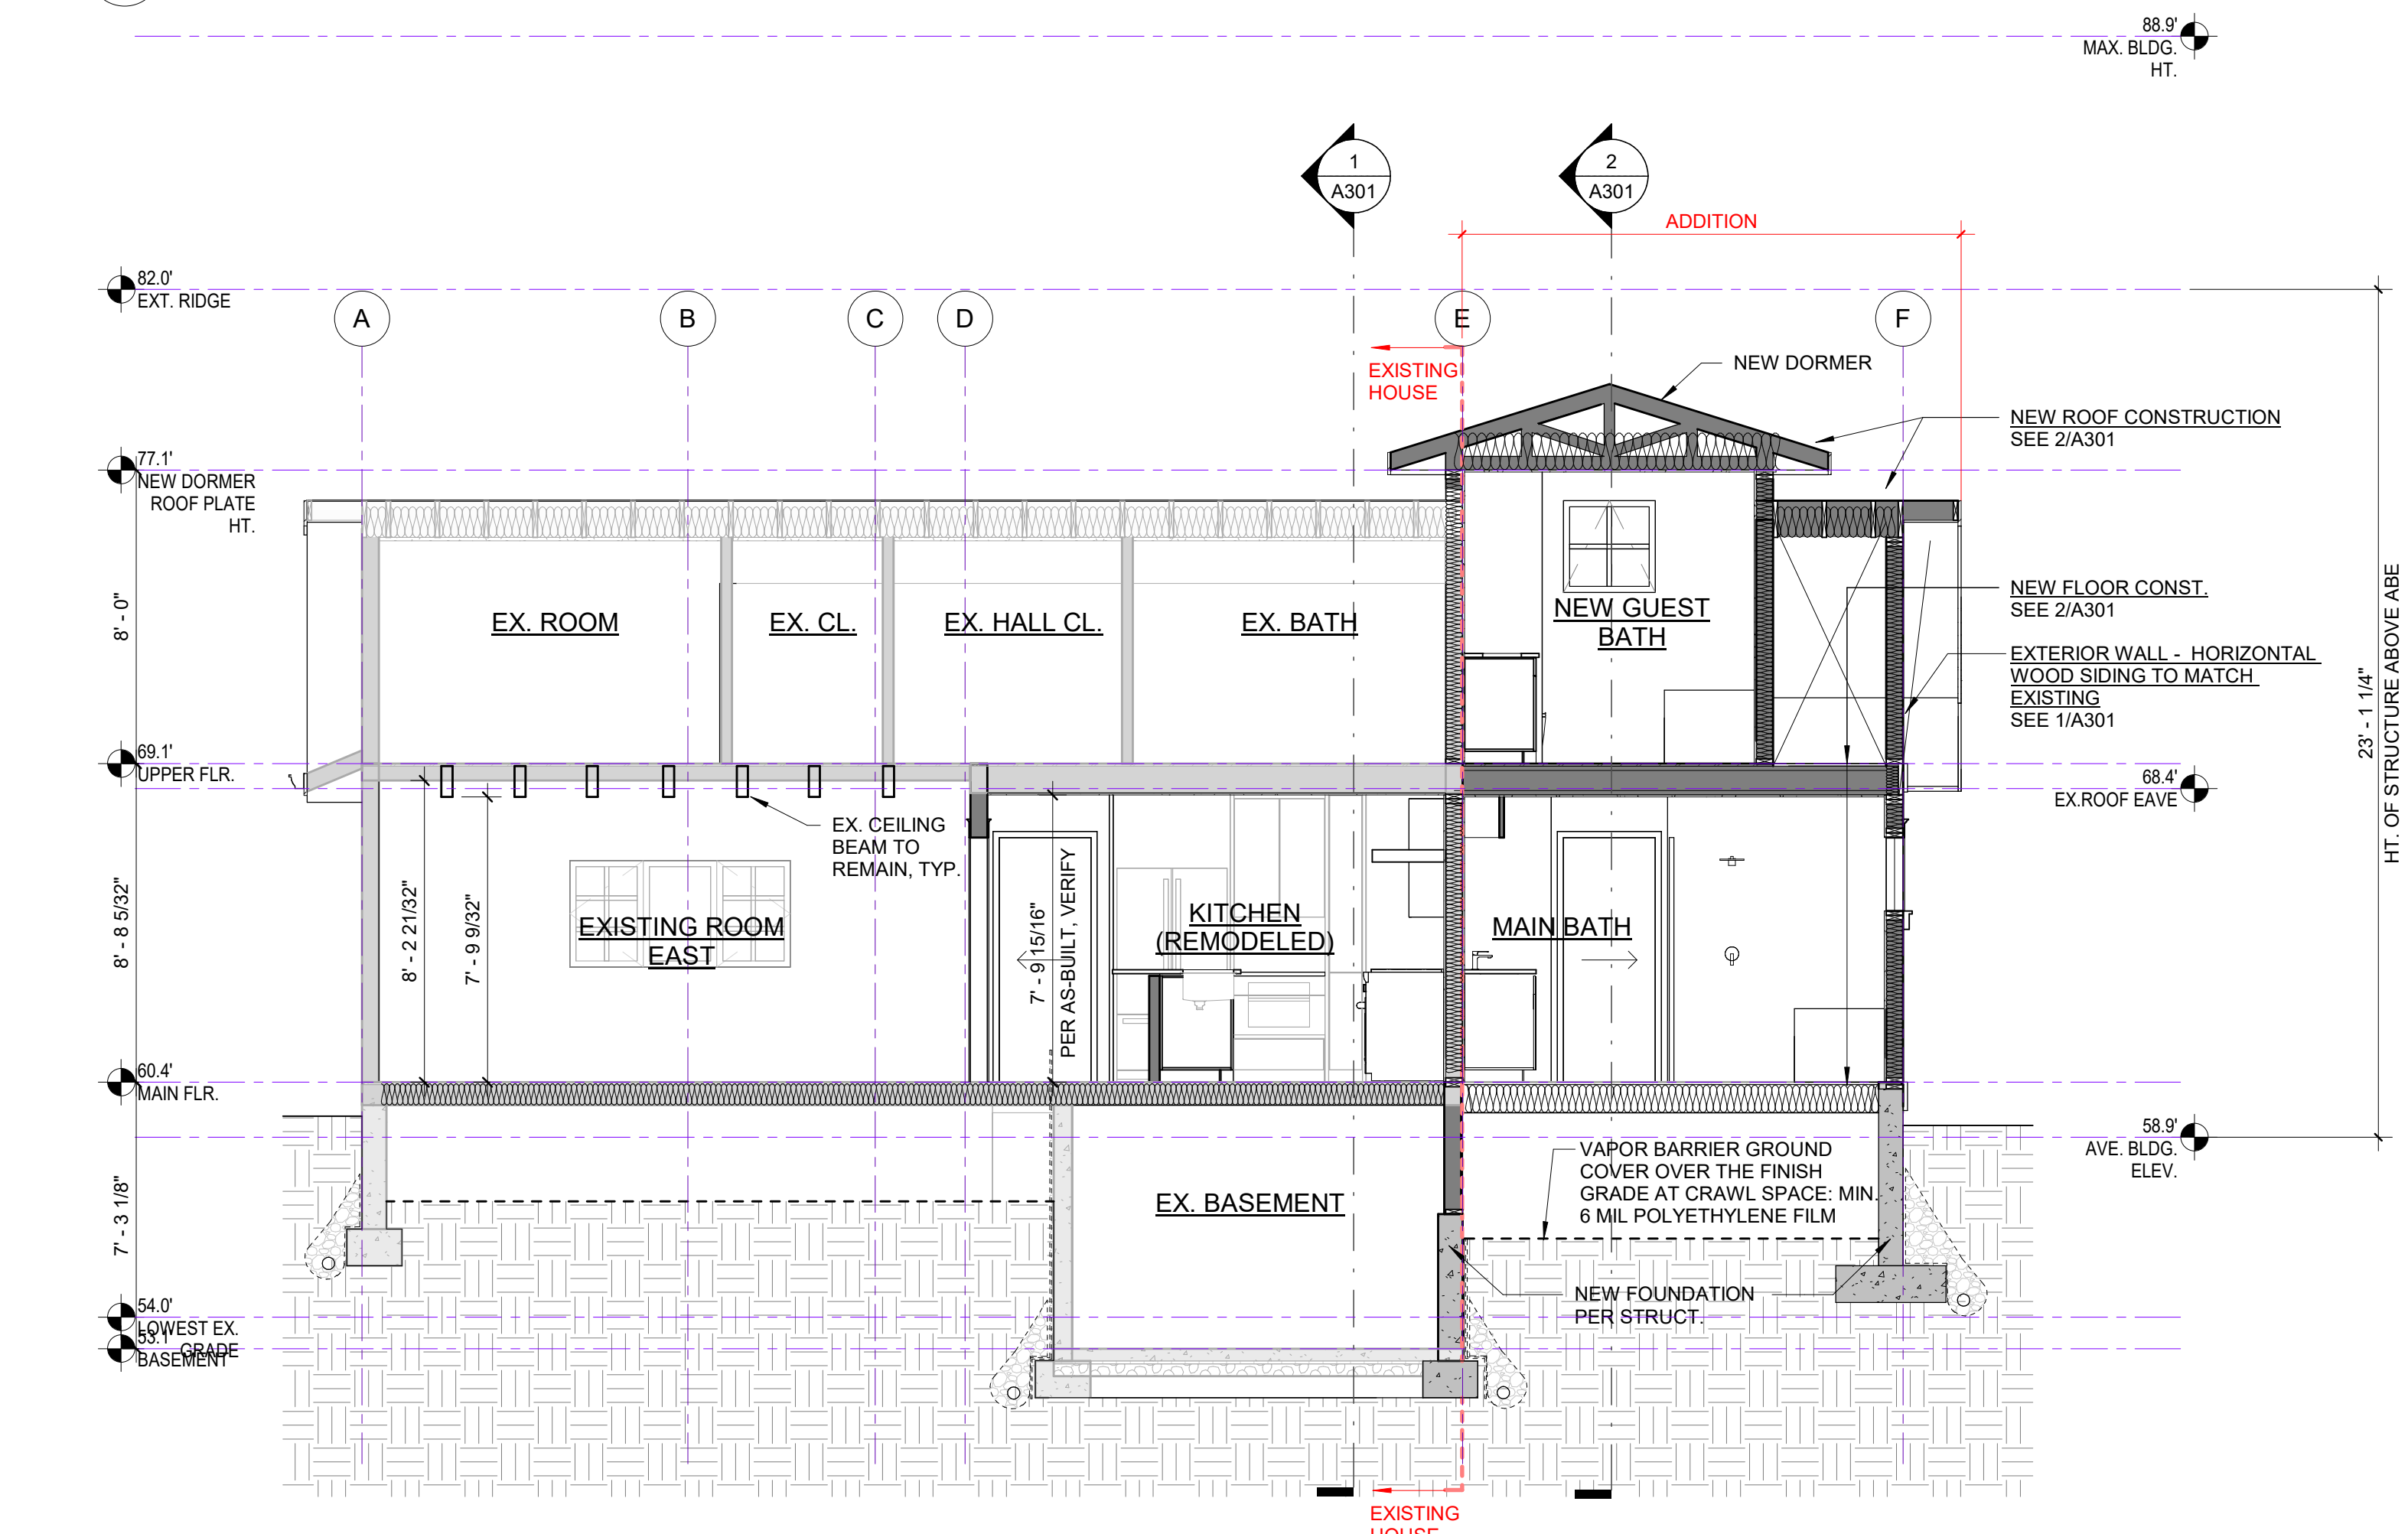 88.9'
MAX. BLDG.
HT.
1
A301
2
A301
ADDITION
82.0'
EXT. RIDGE
A
B
C
D
E
F
EXISTING
HOUSE
NEW DORMER
NEW ROOF CONSTRUCTION
SEE 2/A301
77.1'
NEW DORMER
ROOF PLATE
HT.
8' - 0"
EX. ROOM
EX. CL.
EX. HALL CL.
EX. BATH
NEW GUEST
BATH
NEW FLOOR CONST.
SEE 2/A301
EXTERIOR WALL - HORIZONTAL
WOOD SIDING TO MATCH
EXISTING
SEE 1/A301
23' - 1 1/4"
HT. OF STRUCTURE ABOVE ABE
69.1'
UPPER FLR.
68.4'
EX.ROOF EAVE
EX. CEILING
BEAM TO
REMAIN, TYP.
8' - 8 5/32"
8' - 2 21/32"
7' - 9 9/32"
EXISTING ROOM
EAST
7' - 9 15/16"
PER AS-BUILT, VERIFY
KITCHEN
(REMODELED)
MAIN BATH
60.4'
MAIN FLR.
58.9'
AVE. BLDG.
ELEV.
7' - 3 1/8"
EX. BASEMENT
VAPOR BARRIER GROUND
COVER OVER THE FINISH
GRADE AT CRAWL SPACE: MIN.
6 MIL POLYETHYLENE FILM
NEW FOUNDATION
PER STRUCT.
54.0'
LOWEST EX.
GRADE
53.1'
BASEMENT
EXISTING
HOUSE